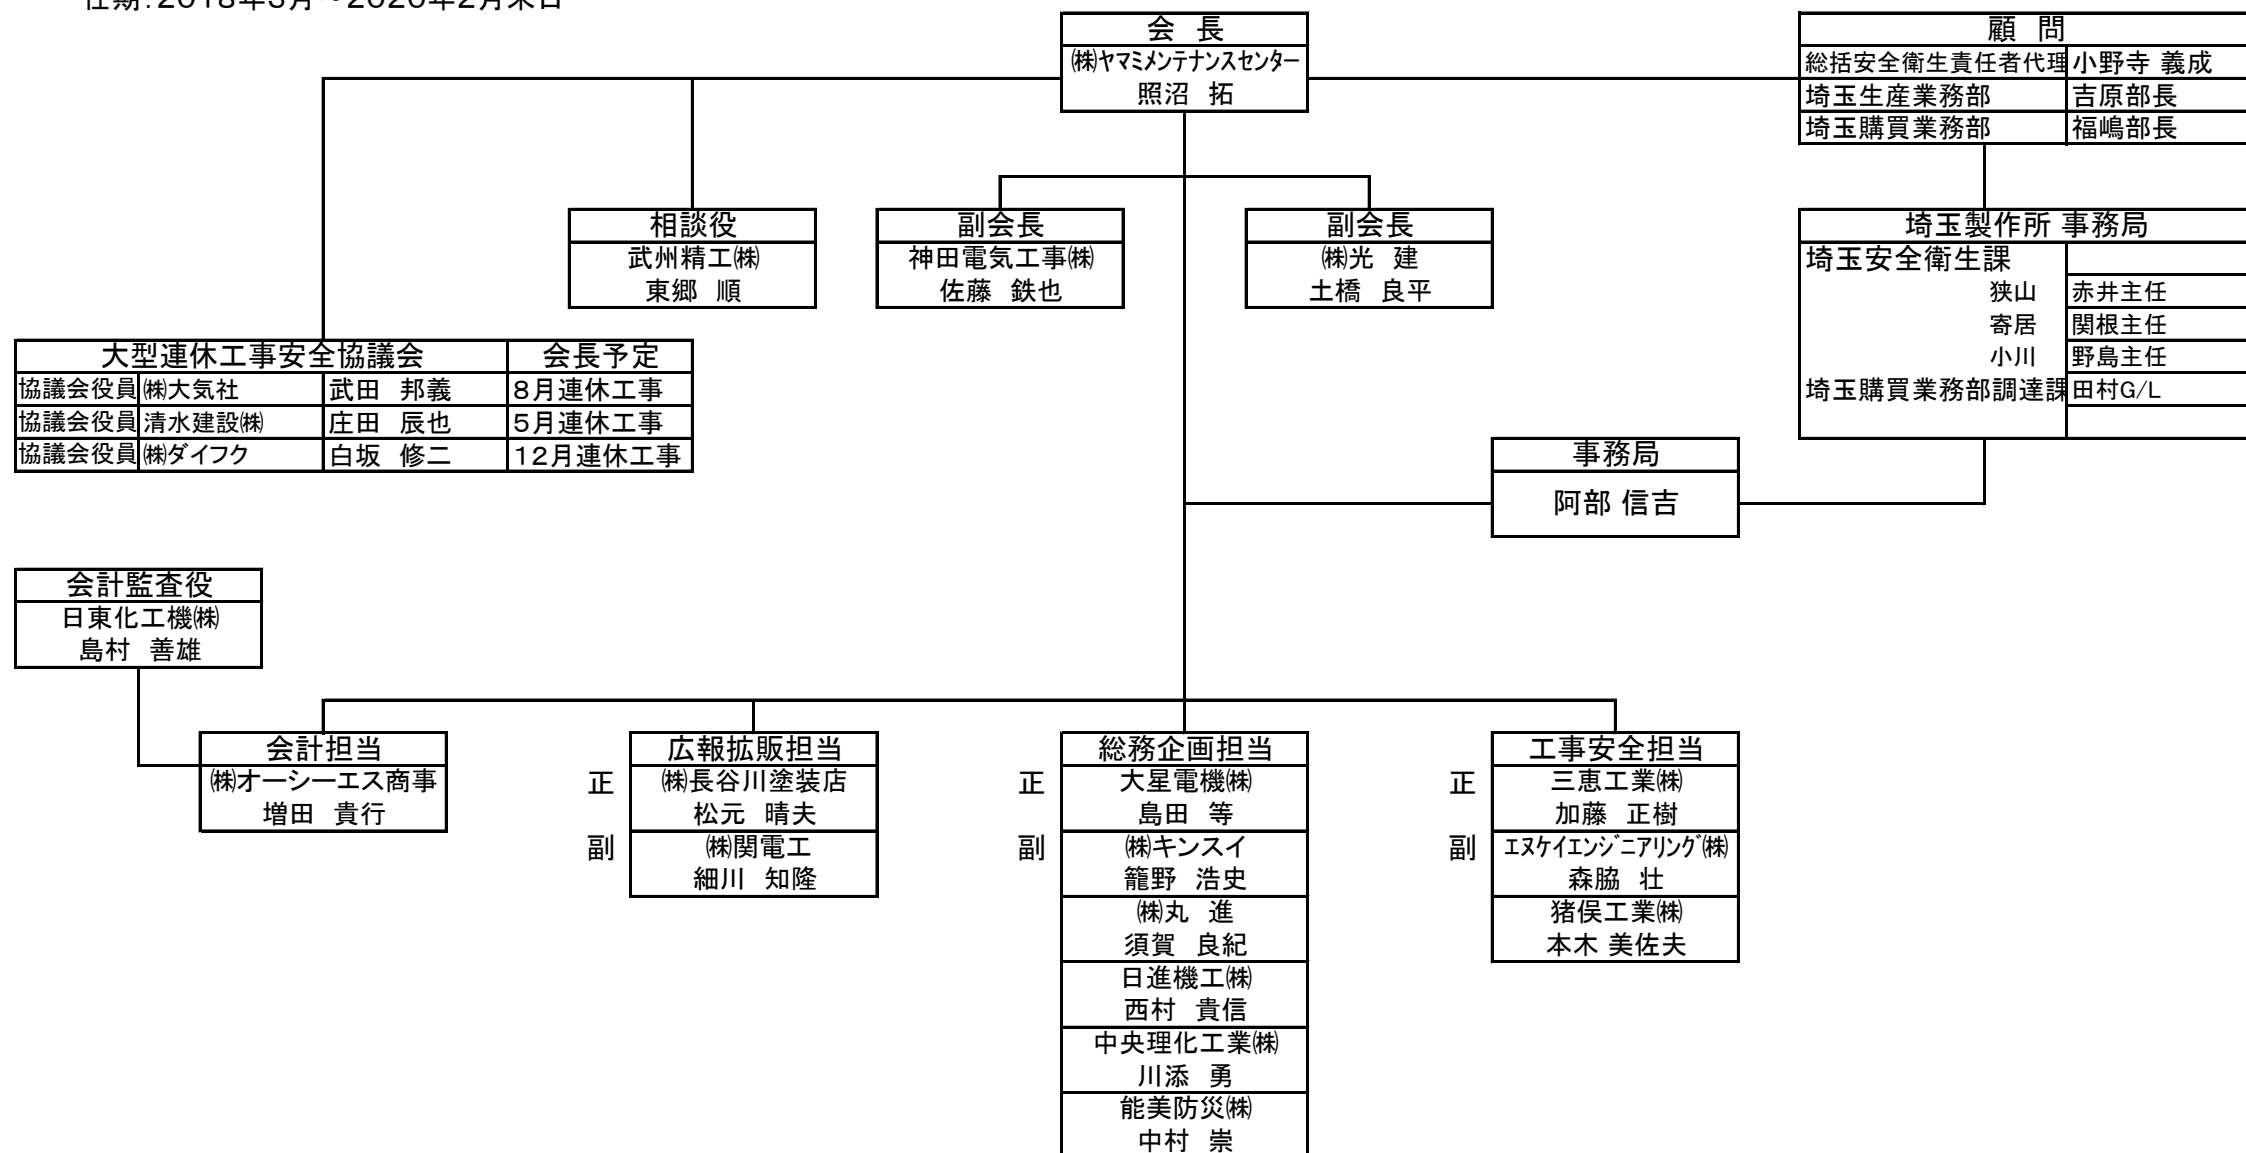 任期：2018年3月～2020年2月末日
会 長
㈱ヤマミメンテナンスセンター
照沼 拓
顧 問
総括安全衛生責任者代理 小野寺 義成
埼玉生産業務部 吉原部長
埼玉購買業務部 福嶋部長
相談役
武州精工㈱
東郷 順
副会長
神田電気工事㈱
佐藤 鉄也
副会長
㈱光 建
土橋 良平
埼玉製作所 事務局
埼玉安全衛生課
狭山 赤井主任
寄居 関根主任
小川 野島主任
埼玉購買業務部調達課 田村G/L
大型連休工事安全協議会 会長予定
協議会役員 ㈱大気社 武田 邦義 8月連休工事
協議会役員 清水建設㈱ 庄田 辰也 5月連休工事
協議会役員 ㈱ダイフク 白坂 修二 12月連休工事
事務局
阿部 信吉
会計監査役
日東化工機㈱
島村 善雄
会計担当
㈱オーシーエス商事
増田 貴行
広報拡販担当
正 ㈱長谷川塗装店
松元 晴夫
副 ㈱関電工
細川 知隆
総務企画担当
正 大星電機㈱
島田 等
副 ㈱キンスイ
籠野 浩史
㈱丸 進
須賀 良紀
日進機工㈱
西村 貴信
中央理化工業㈱
川添 勇
能美防災㈱
中村 崇
工事安全担当
正 三恵工業㈱
加藤 正樹
副 エヌケイエンジニアリング㈱
森脇 壮
猪俣工業㈱
本木 美佐夫